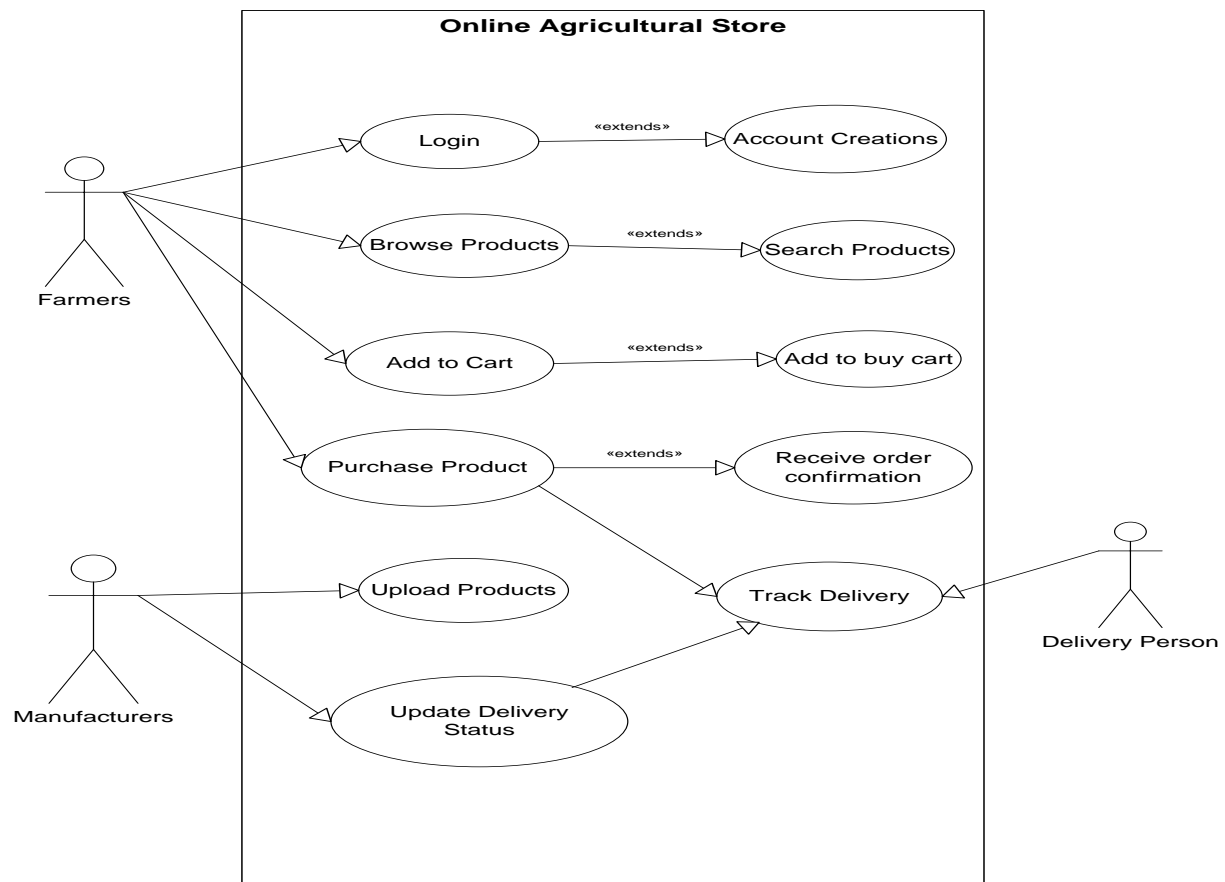 Online Agricultural Store
Login
«extends»
Account Creations
Farmers
Browse Products
«extends»
Search Products
Add to Cart
«extends»
Add to buy cart
Purchase Product
«extends»
Receive order
confirmation
Manufacturers
Upload Products
Track Delivery
Delivery Person
Update Delivery
Status